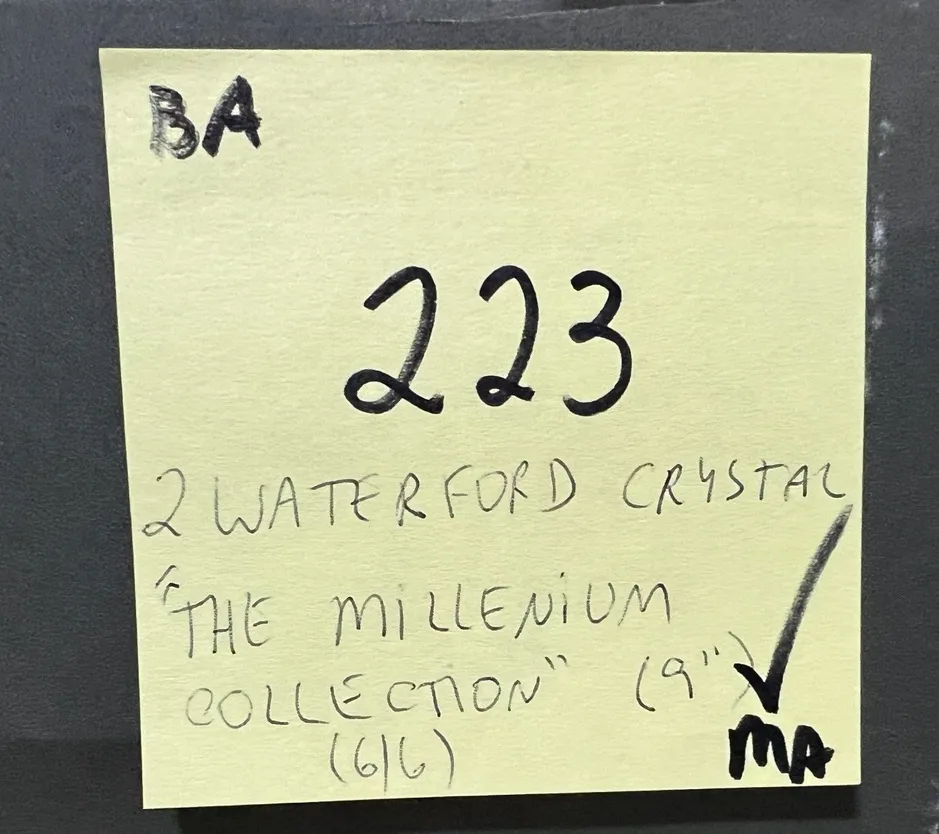 BA
223
2 WATERFORD CRYSTAL
"THE MILLENIUM
COLLECTION" (9") ✓
(6/6)
MA